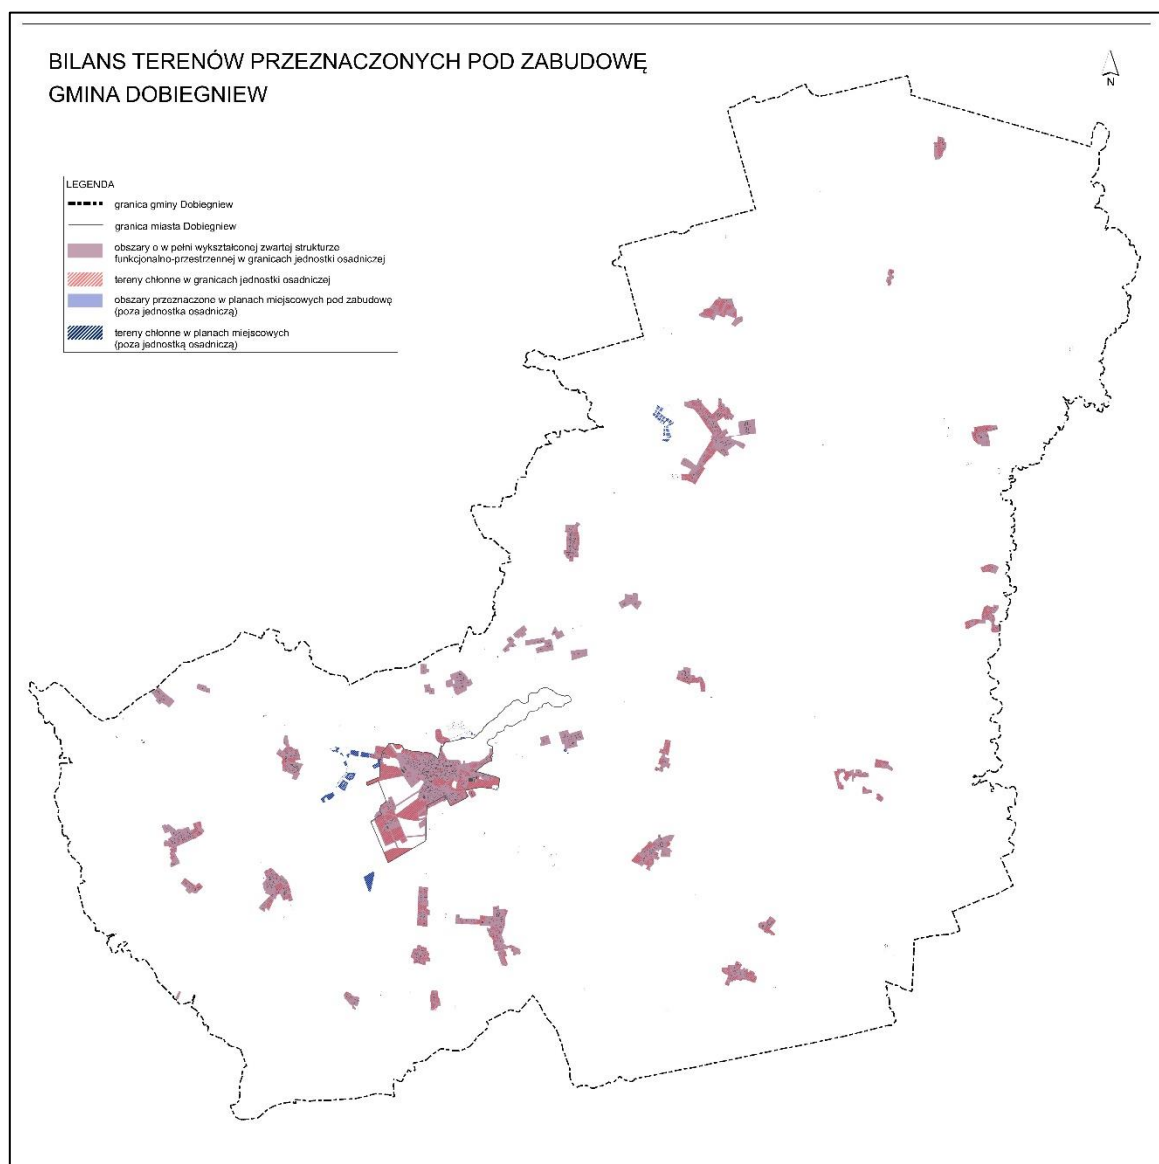 BILANS TERENÓW PRZEZNACZONYCH POD ZABUDOWĘ
GMINA DOBIEGNIEW
N
LEGENDA
granica gminy Dobiegniew
granica miasta Dobiegniew
obszary o w pełni wykształconej zwartej strukturze
funkcjonalno-przestrzennej w granicach jednostki osadniczej
tereny chłonne w granicach jednostki osadniczej
obszary przeznaczone w planach miejscowych pod zabudowę
(poza jednostka osadniczą)
tereny chłonne w planach miejscowych
(poza jednostką osadniczą)